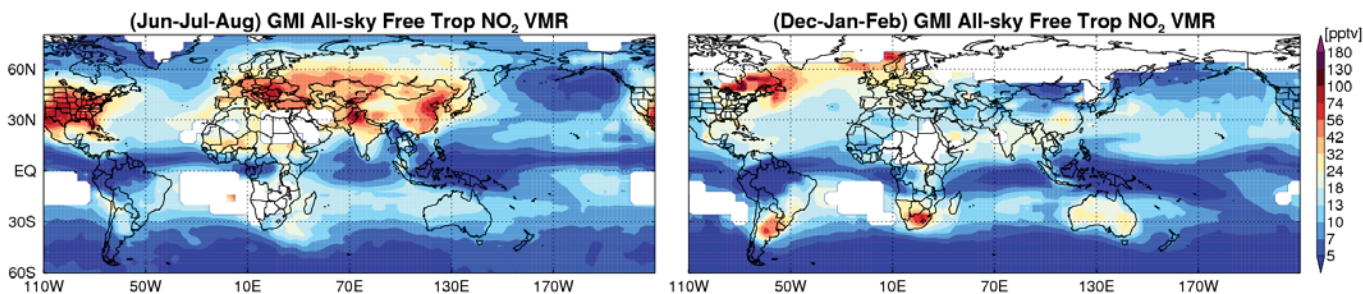 (Jun-Jul-Aug) GMI All-sky Free Trop NO₂ VMR
(Dec-Jan-Feb) GMI All-sky Free Trop NO₂ VMR
[pptv]
60N
30N
EQ
30S
60S
110W 50W 10E 70E 130E 170W
110W 50W 10E 70E 130E 170W
180
130
100
74
56
42
32
24
18
13
10
7
5